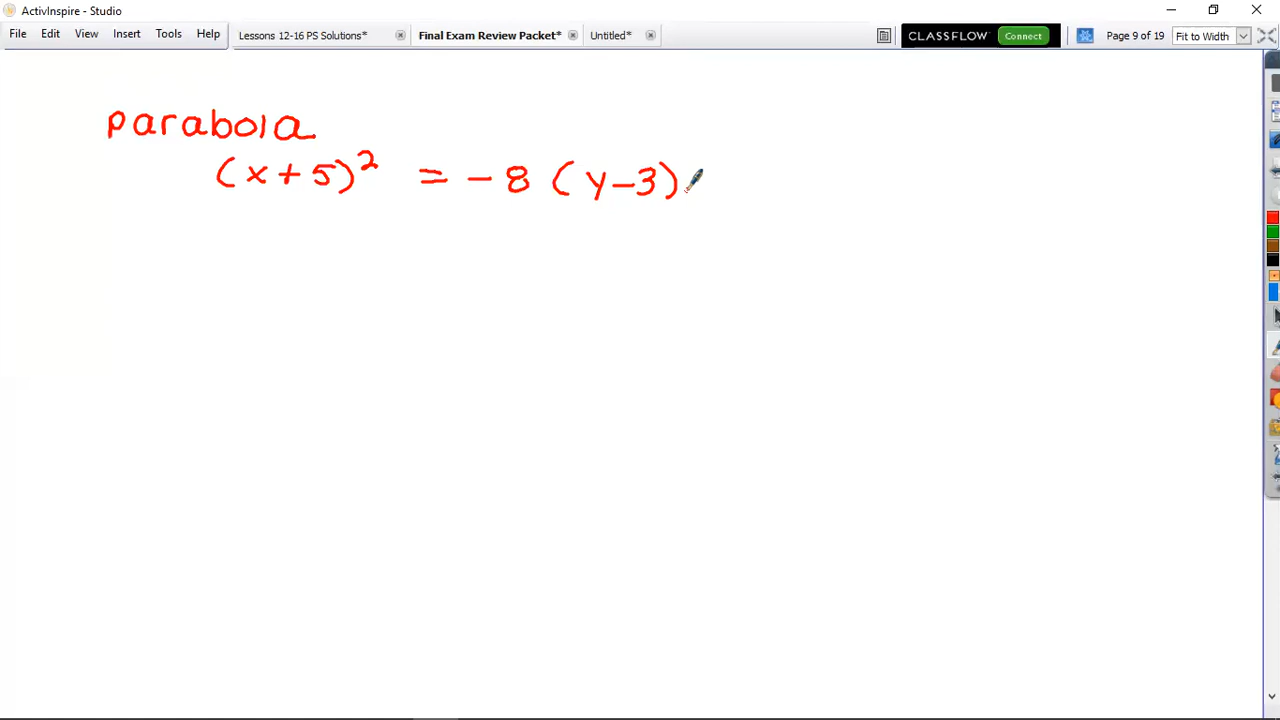 ActivInspire - Studio
File Edit View Insert Tools Help Lessons 12-16 PS Solutions* Final Exam Review Packet* Untitled* CLASSFLOW Connect Page 9 of 19 Fit to Width
parabola
(x+5)² = -8 (y-3)